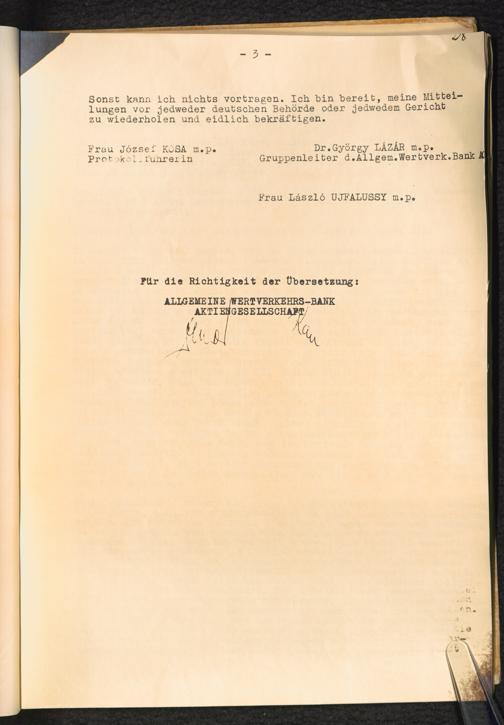 28
- 3 -
Sonst kann ich nichts vortragen. Ich bin bereit, meine Mittei-
lungen vor jedweder deutschen Behörde oder jedwedem Gericht
zu wiederholen und eidlich bekräftigen.
Frau József KOSA m.p.
Protokollführerin
Dr.György LÁZÁR m.p.
Gruppenleiter d.Allgem.Wertverk.Bank A
Frau László UJFALUSSY m.p.
Für die Richtigkeit der Übersetzung:
ALLGEMEINE WERTVERKEHRS-BANK
AKTIENGESELLSCHAFT